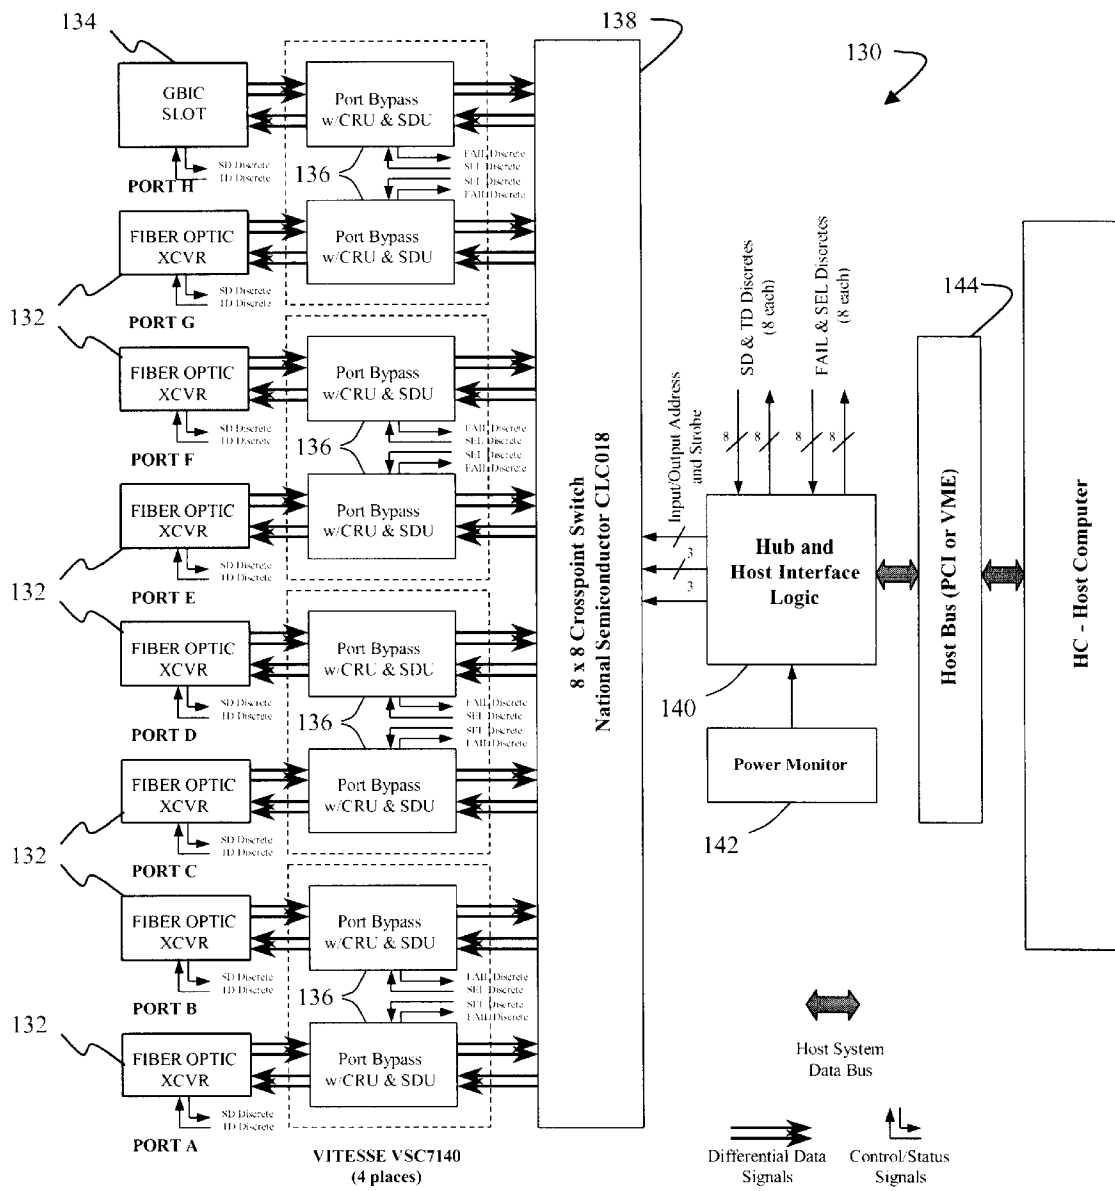 134
138
130
GBIC
SLOT
Port Bypass
w/CRU & SDU
SD Discrete
TD Discrete
FAIL Discrete
SEL Discrete
PORT H
136
SEL Discrete
FAIL Discrete
FIBER OPTIC
XCVR
Port Bypass
w/CRU & SDU
SD Discrete
TD Discrete
132
PORT G
FIBER OPTIC
XCVR
Port Bypass
w/CRU & SDU
SD Discrete
TD Discrete
FAIL Discrete
SEL Discrete
PORT F
136
SEL Discrete
FAIL Discrete
FIBER OPTIC
XCVR
Port Bypass
w/CRU & SDU
SD Discrete
TD Discrete
132
PORT E
FIBER OPTIC
XCVR
Port Bypass
w/CRU & SDU
SD Discrete
TD Discrete
FAIL Discrete
SEL Discrete
PORT D
136
SEL Discrete
FAIL Discrete
FIBER OPTIC
XCVR
Port Bypass
w/CRU & SDU
SD Discrete
TD Discrete
132
PORT C
FIBER OPTIC
XCVR
Port Bypass
w/CRU & SDU
SD Discrete
TD Discrete
FAIL Discrete
SEL Discrete
PORT B
136
SEL Discrete
FAIL Discrete
132
FIBER OPTIC
XCVR
Port Bypass
w/CRU & SDU
SD Discrete
TD Discrete
PORT A
VITESSE VSC7140
(4 places)
8 x 8 Crosspoint Switch
National Semiconductor CLC018
Input/Output Address
and Strobe
3
3
SD & TD Discretes
(8 each)
FAIL & SEL Discretes
(8 each)
8
8
8
8
Hub and
Host Interface
Logic
140
Power Monitor
142
144
Host Bus (PCI or VME)
HC - Host Computer
Host System
Data Bus
Differential Data
Signals
Control/Status
Signals